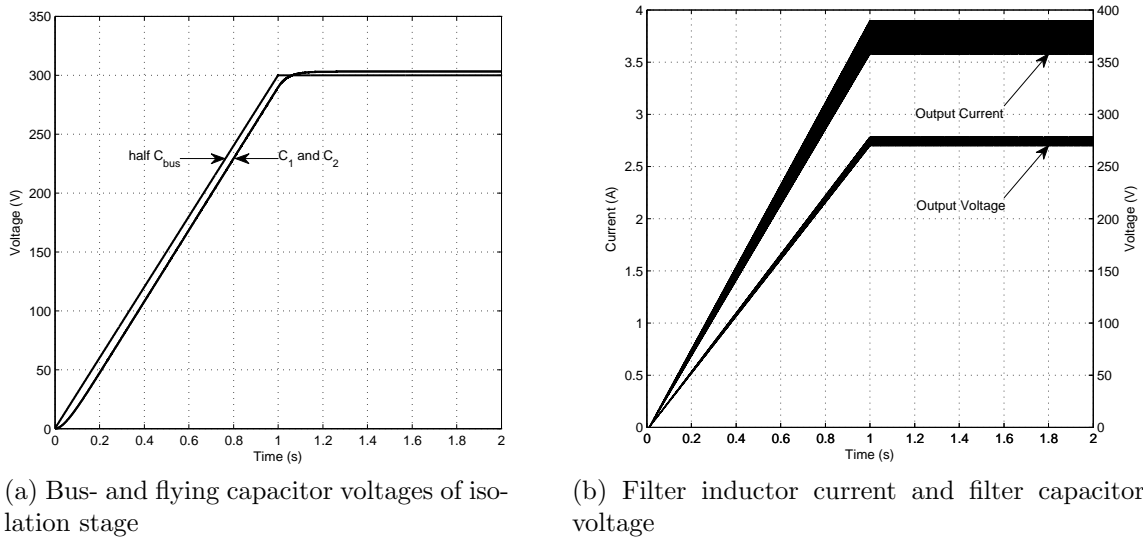 350
300
250
200
150
100
50
0
Voltage (V)
half C_bus
C_1 and C_2
0 0.2 0.4 0.6 0.8 1 1.2 1.4 1.6 1.8 2
Time (s)
(a) Bus- and flying capacitor voltages of iso-
lation stage
4
3.5
3
2.5
2
1.5
1
0.5
0
Current (A)
Output Current
Output Voltage
400
350
300
250
200
150
100
50
0
Voltage (V)
0 0.2 0.4 0.6 0.8 1 1.2 1.4 1.6 1.8 2
Time (s)
(b) Filter inductor current and filter capacitor
voltage